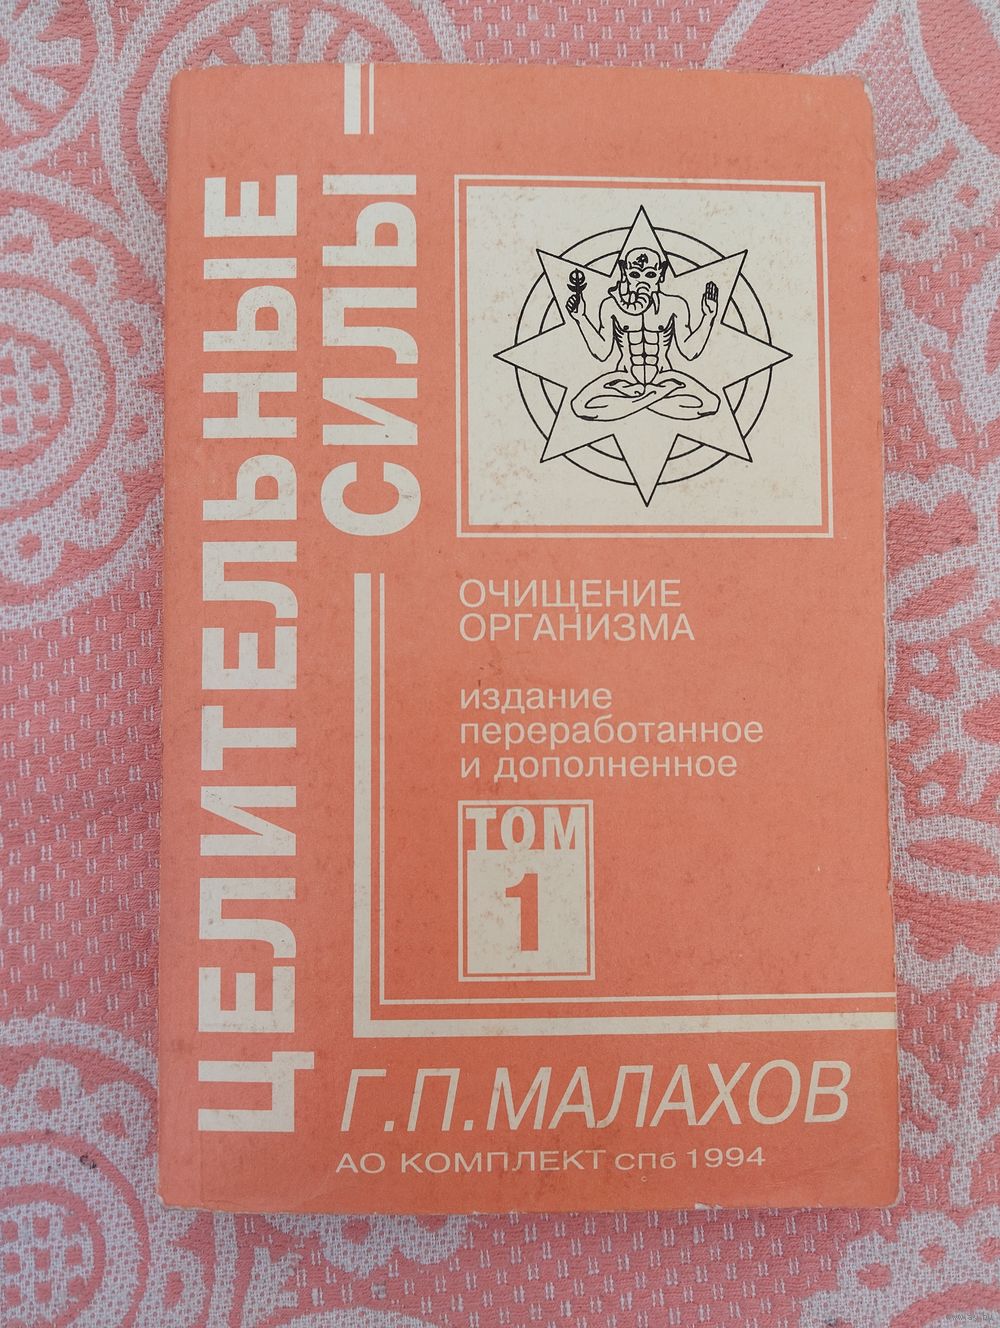 ЦЕЛИТЕЛЬНЫЕ
СИЛЫ
ОЧИЩЕНИЕ
ОРГАНИЗМА
издание
переработанное
и дополненное
ТОМ
1
Г.П.МАЛАХОВ
АО КОМПЛЕКТ СПб 1994